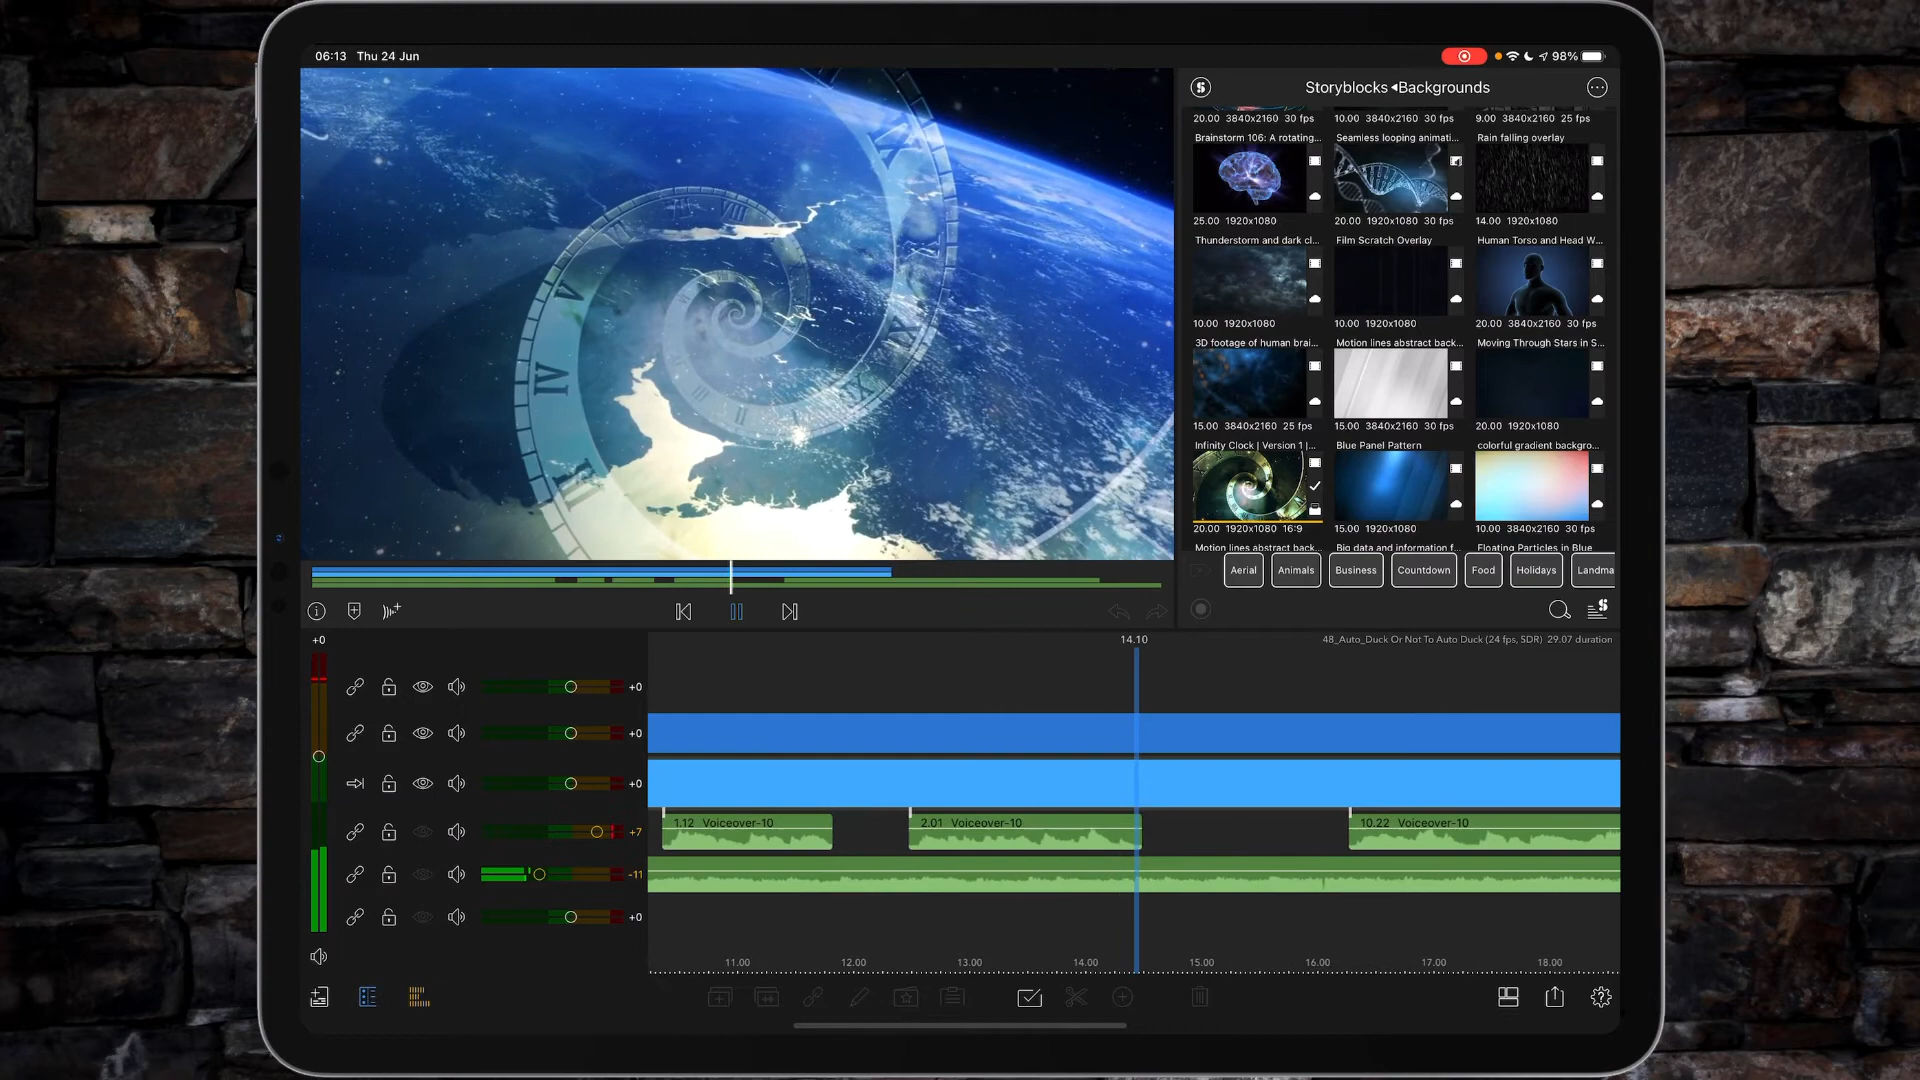 06:13 Thu 24 Jun
98%
Storyblocks ◂Backgrounds
20.00 3840x2160 30 fps
10.00 3840x2160 30 fps
9.00 3840x2160 25 fps
Brainstorm 106: A rotating...
Seamless looping animati...
Rain falling overlay
25.00 1920x1080
20.00 1920x1080 30 fps
14.00 1920x1080
Thunderstorm and dark cl...
Film Scratch Overlay
Human Torso and Head W...
10.00 1920x1080
10.00 1920x1080
20.00 3840x2160 30 fps
3D footage of human brai...
Motion lines abstract back...
Moving Through Stars in S...
15.00 3840x2160 25 fps
15.00 3840x2160 30 fps
20.00 1920x1080
Infinity Clock | Version 1 |...
Blue Panel Pattern
colorful gradient backgro...
20.00 1920x1080 16:9
15.00 1920x1080
10.00 3840x2160 30 fps
Motion lines abstract back...
Big data and information f...
Floating Particles in Blue
Aerial
Animals
Business
Countdown
Food
Holidays
Landma
+0
14.10
48_Auto_Duck Or Not To Auto Duck (24 fps, SDR) 29.07 duration
+0
+0
+0
+7
1.12 Voiceover-10
2.01 Voiceover-10
10.22 Voiceover-10
-11
+0
11.00
12.00
13.00
14.00
15.00
16.00
17.00
18.00